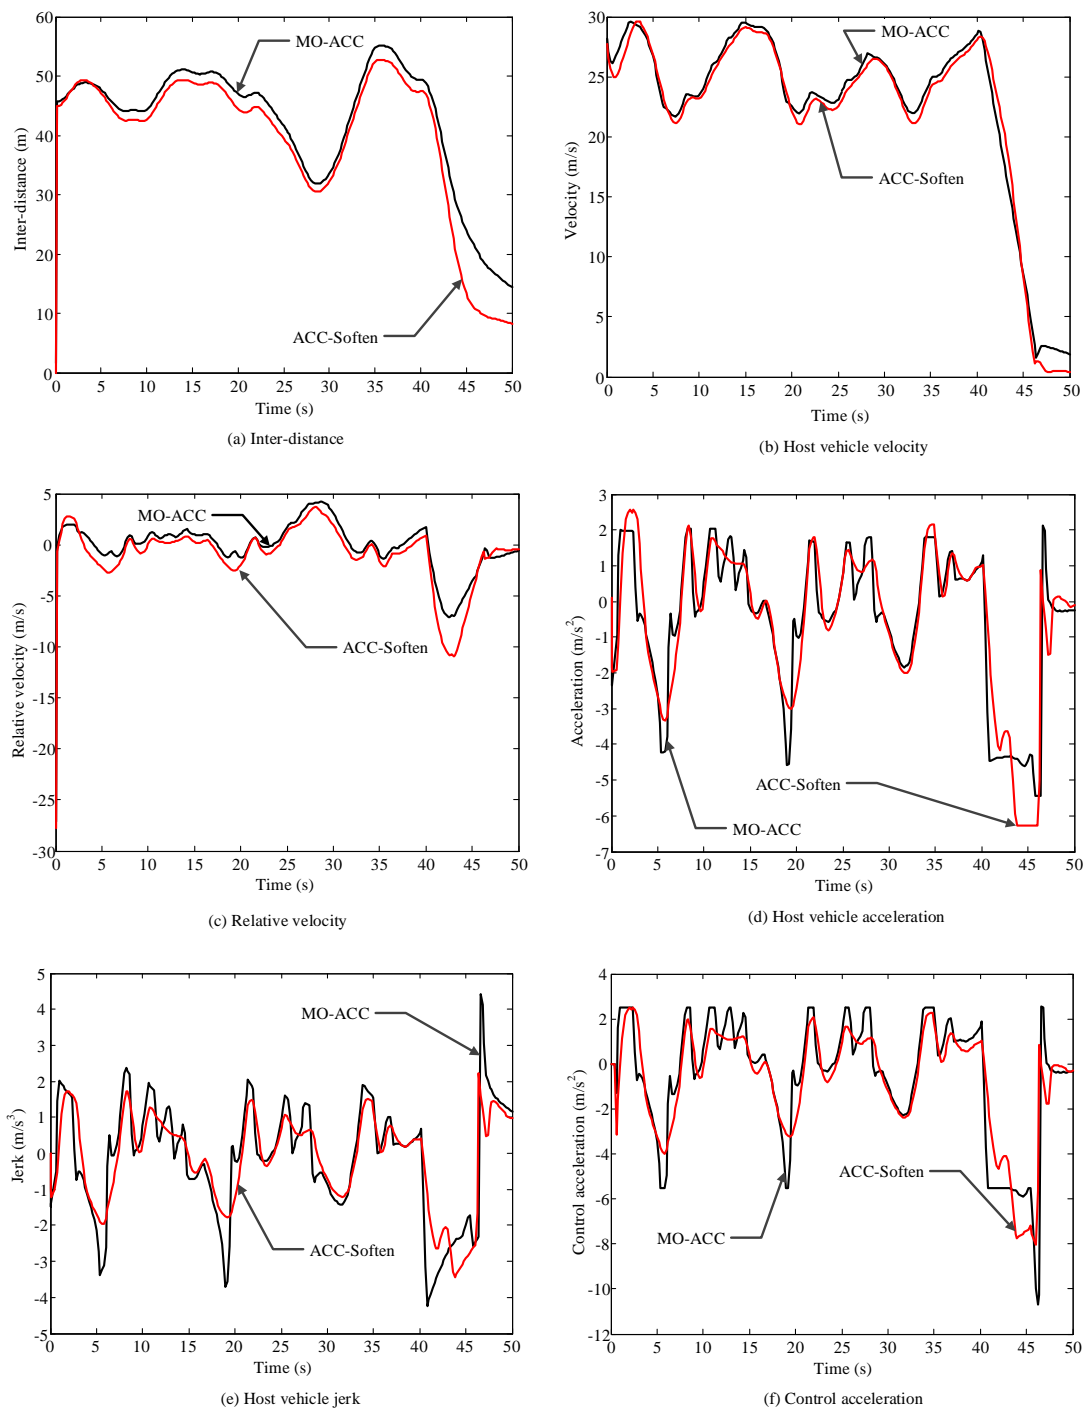 60
50
40
30
20
10
0
Inter-distance (m)
MO-ACC
ACC-Soften
0 5 10 15 20 25 30 35 40 45 50
Time (s)
(a) Inter-distance
30
25
20
15
10
5
0
Velocity (m/s)
MO-ACC
ACC-Soften
0 5 10 15 20 25 30 35 40 45 50
Time (s)
(b) Host vehicle velocity
5
0
-5
-10
-15
-20
-25
-30
Relative velocity (m/s)
MO-ACC
ACC-Soften
0 5 10 15 20 25 30 35 40 45 50
Time (s)
(c) Relative velocity
3
2
1
0
-1
-2
-3
-4
-5
-6
-7
Acceleration (m/s²)
ACC-Soften
MO-ACC
0 5 10 15 20 25 30 35 40 45 50
Time (s)
(d) Host vehicle acceleration
5
4
3
2
1
0
-1
-2
-3
-4
-5
Jerk (m/s³)
MO-ACC
ACC-Soften
0 5 10 15 20 25 30 35 40 45 50
Time (s)
(e) Host vehicle jerk
4
2
0
-2
-4
-6
-8
-10
-12
Control acceleration (m/s²)
ACC-Soften
MO-ACC
0 5 10 15 20 25 30 35 40 45 50
Time (s)
(f) Control acceleration